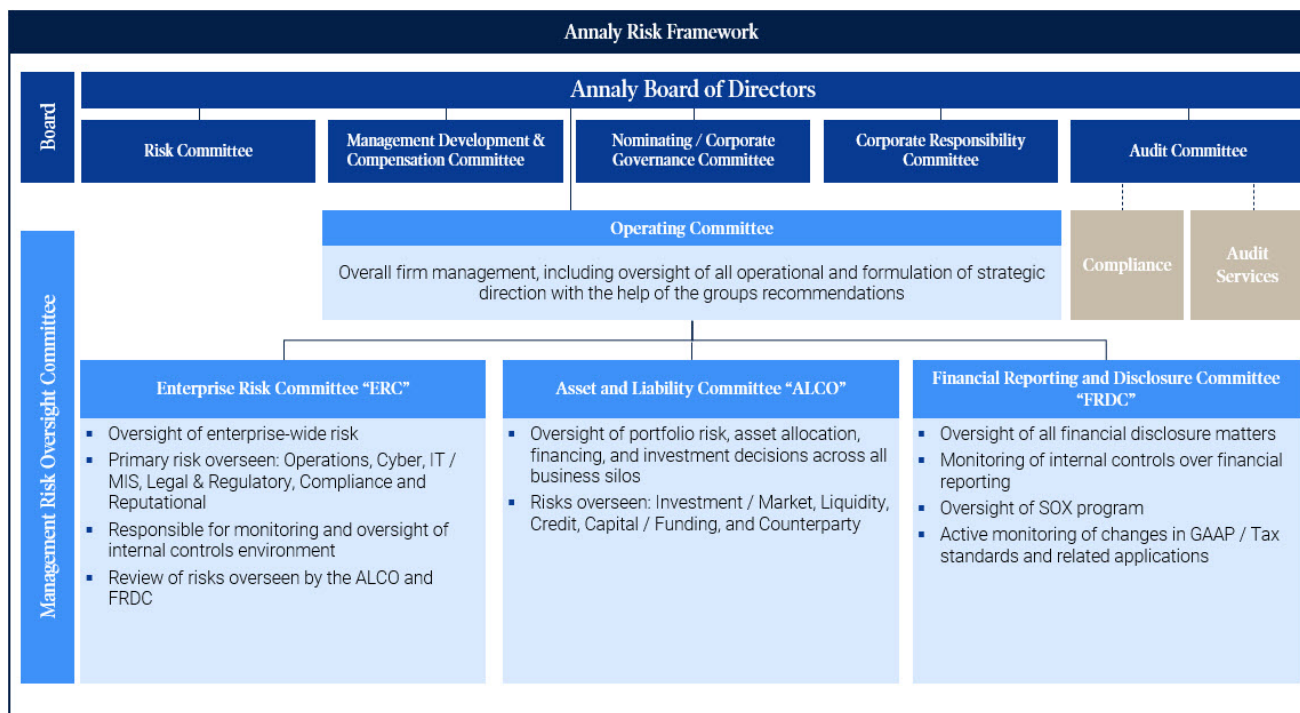 Annaly Risk Framework
Board
Annaly Board of Directors
Risk Committee
Management Development &
Compensation Committee
Nominating / Corporate
Governance Committee
Corporate Responsibility
Committee
Audit Committee
Management Risk Oversight Committee
Operating Committee
Overall firm management, including oversight of all operational and formulation of strategic
direction with the help of the groups recommendations
Compliance
Audit
Services
Enterprise Risk Committee “ERC”
▪ Oversight of enterprise-wide risk
▪ Primary risk overseen: Operations, Cyber, IT /
MIS, Legal & Regulatory, Compliance and
Reputational
▪ Responsible for monitoring and oversight of
internal controls environment
▪ Review of risks overseen by the ALCO and
FRDC
Asset and Liability Committee “ALCO”
▪ Oversight of portfolio risk, asset allocation,
financing, and investment decisions across all
business silos
▪ Risks overseen: Investment / Market, Liquidity,
Credit, Capital / Funding, and Counterparty
Financial Reporting and Disclosure Committee
“FRDC”
▪ Oversight of all financial disclosure matters
▪ Monitoring of internal controls over financial
reporting
▪ Oversight of SOX program
▪ Active monitoring of changes in GAAP / Tax
standards and related applications